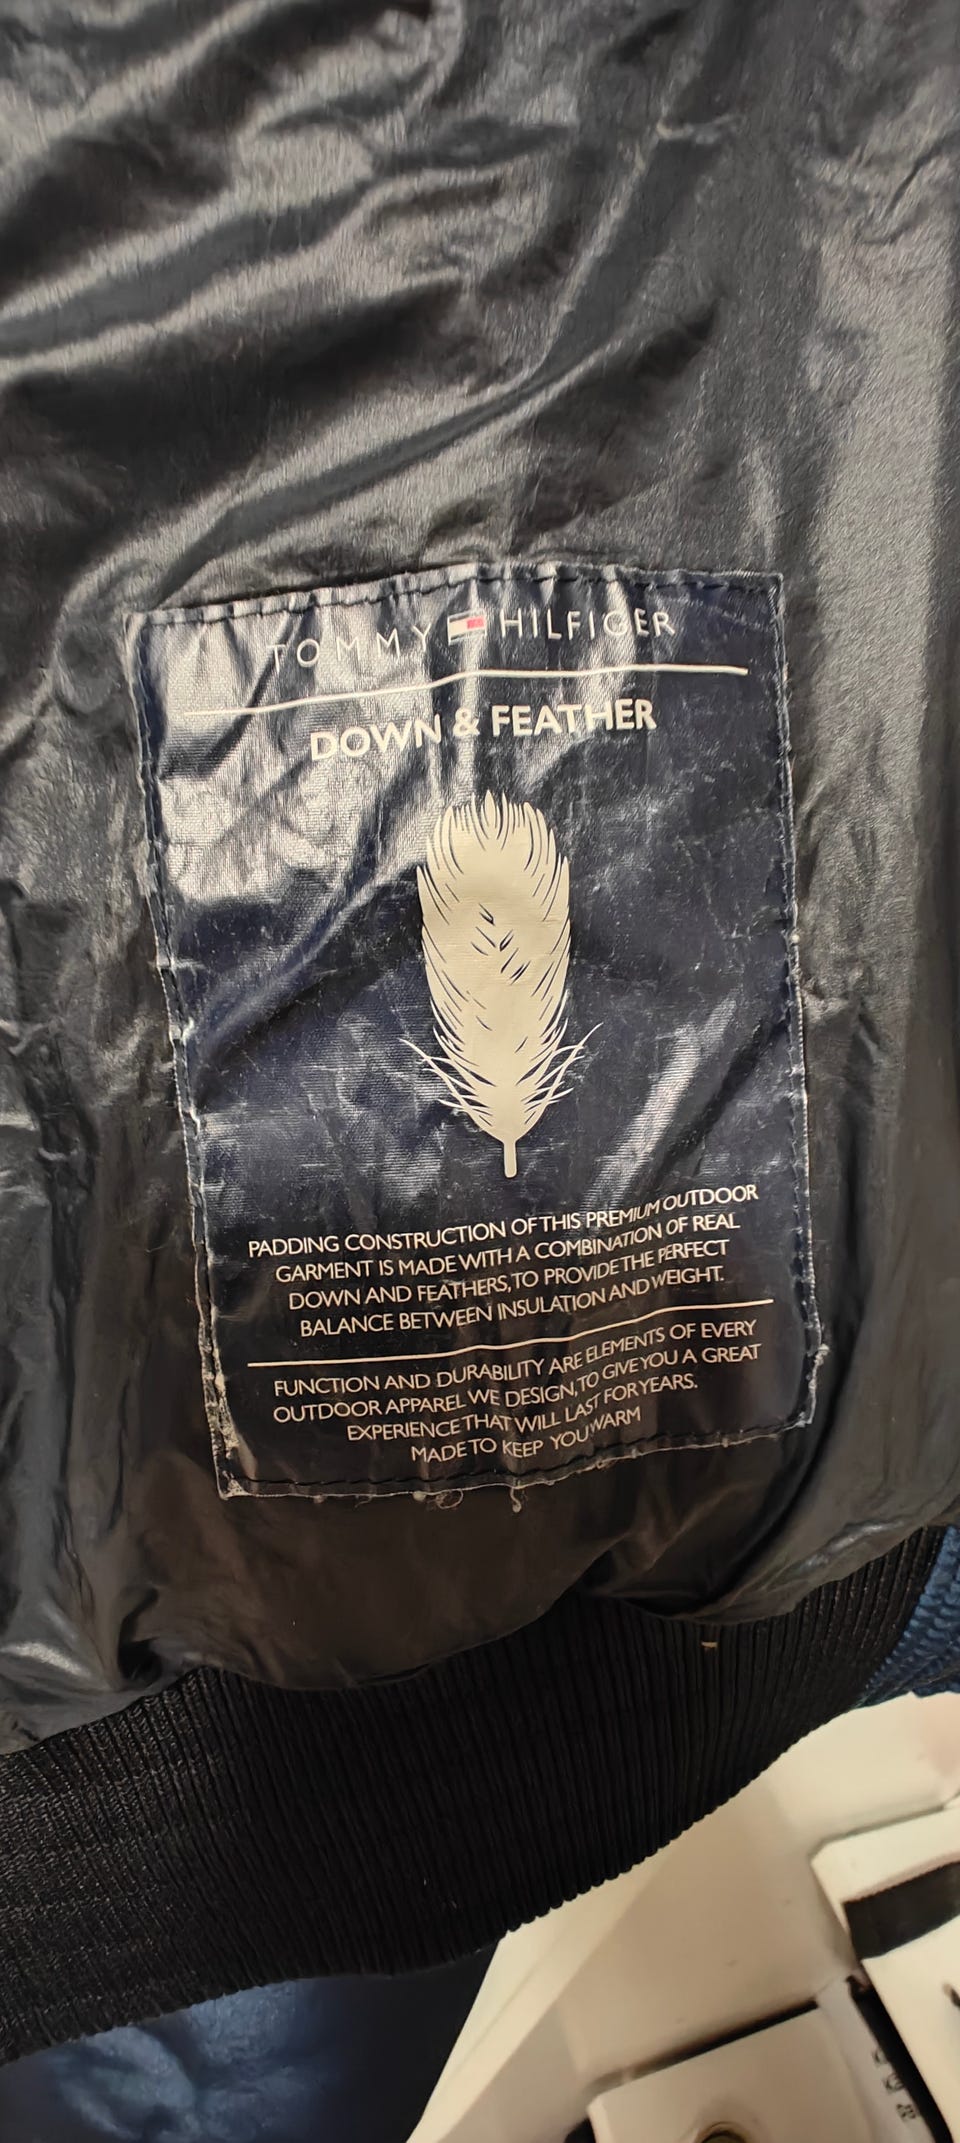 TOMMY HILFIGER
DOWN & FEATHER
PADDING CONSTRUCTION OF THIS PREMIUM OUTDOOR
GARMENT IS MADE WITH A COMBINATION OF REAL
DOWN AND FEATHERS, TO PROVIDE THE PERFECT
BALANCE BETWEEN INSULATION AND WEIGHT.
FUNCTION AND DURABILITY ARE ELEMENTS OF EVERY
OUTDOOR APPAREL WE DESIGN, TO GIVE YOU A GREAT
EXPERIENCE THAT WILL LAST FOR YEARS.
MADE TO KEEP YOU WARM